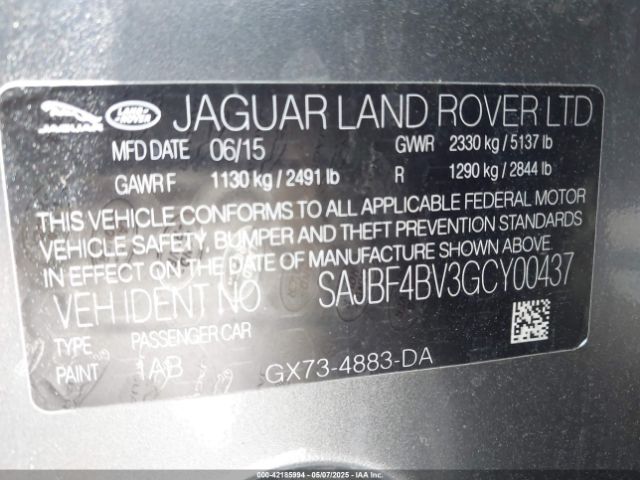 JAGUAR LAND ROVER JAGUAR LAND ROVER LTD
MFD DATE 06/15 GWWR 2330 kg / 5137 lb
GAWR F 1130 kg / 2491 lb R 1290 kg / 2844 lb
THIS VEHICLE CONFORMS TO ALL APPLICABLE FEDERAL MOTOR
VEHICLE SAFETY, BUMPER AND THEFT PREVENTION STANDARDS
IN EFFECT ON THE DATE OF MANUFACTURE SHOWN ABOVE.
VEH IDENT NO SAJBF4BV3GCY00437
TYPE PASSENGER CAR
PAINT 1AB GX73-4883-DA
000-42185994 05/07/2025 IAAI.com